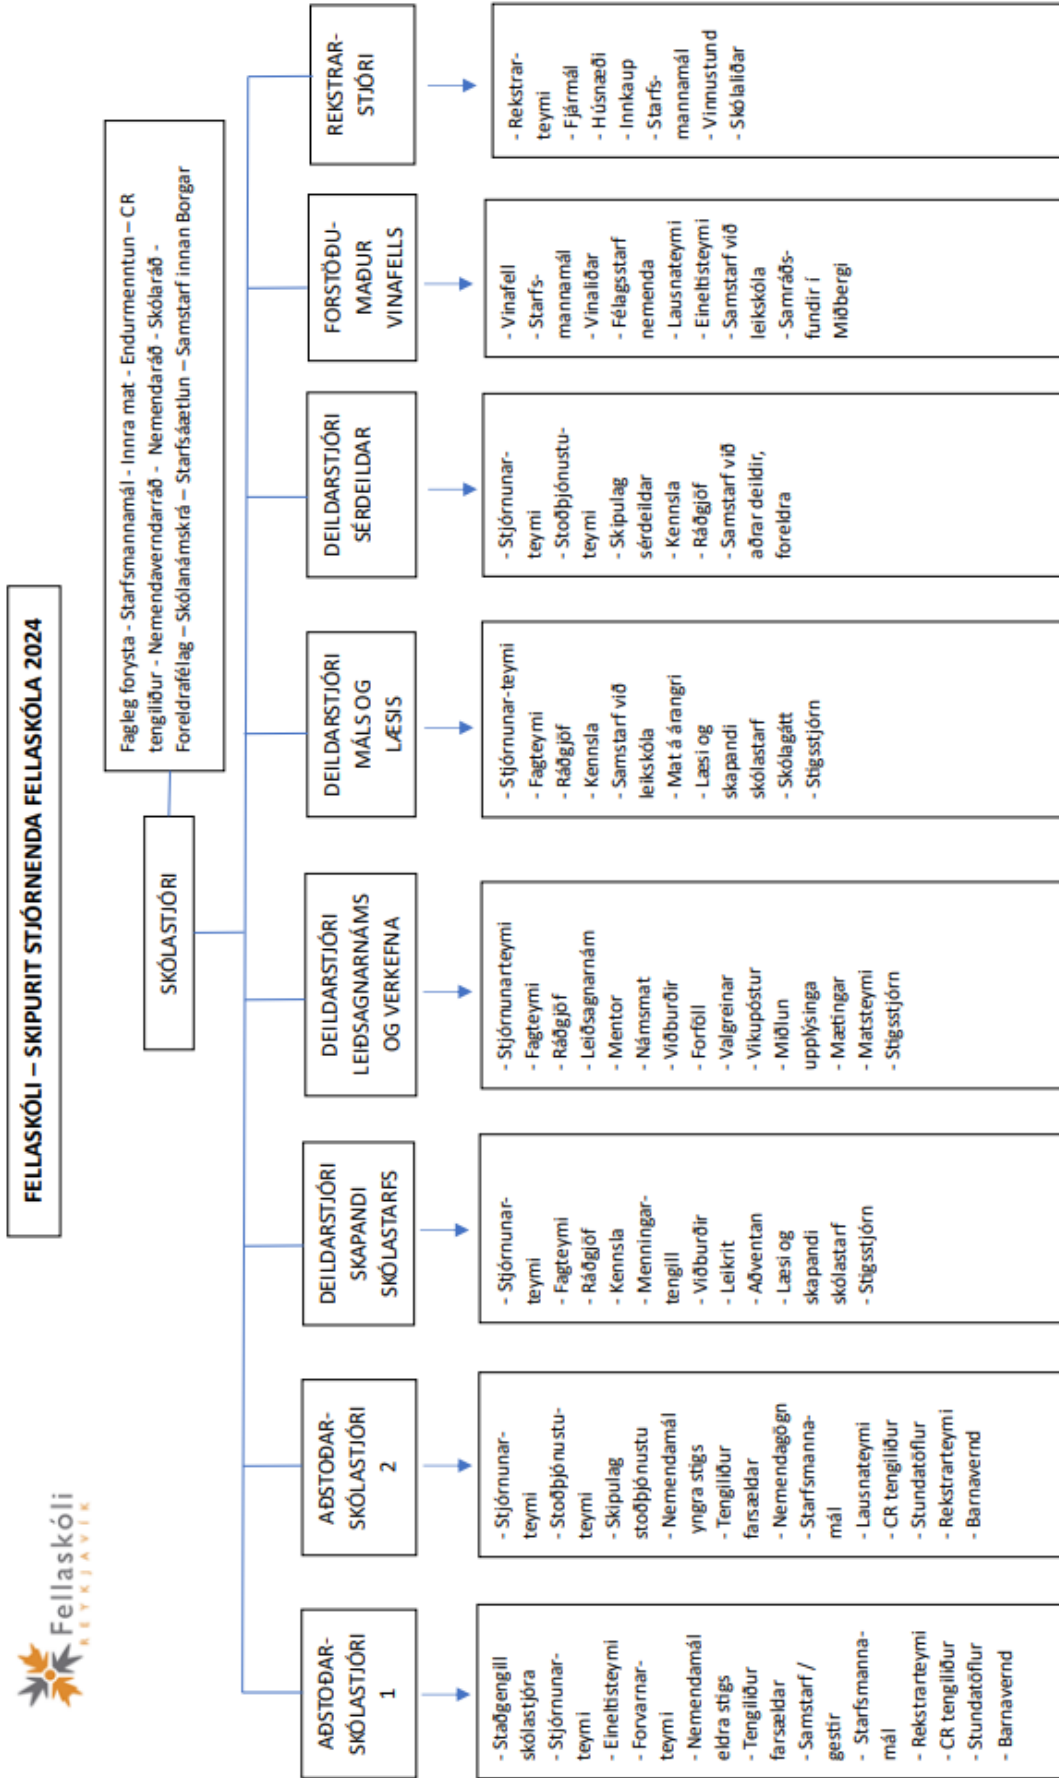 Fellaskóli
REYKJAVÍK
FELLASKÓLI – SKIPURIT STJÓRNENDA FELLASKÓLA 2024
SKÓLASTJÓRI
Fagleg forysta - Starfsmannamál - Innra mat - Endurmenntun – CR
tengiliður - Nemendaverndarráð - Nemendaráð - Skólaráð -
Foreldrafélag – Skólanámskrá – Starfsáætlun – Samstarf innan Borgar
AÐSTOÐAR-
SKÓLASTJÓRI
1
- Staðgengill
skólastjóra
- Stjórnunar-
teymi
- Eineltisteymi
- Forvarnar-
teymi
- Nemendamál
eldra stigs
- Tengiliður
farsældar
- Samstarf /
gestir
- Starfsmanna-
mál
- Rekstrarteymi
- CR tengiliður
- Stundatöflur
- Barnavernd
AÐSTOÐAR-
SKÓLASTJÓRI
2
- Stjórnunar-
teymi
- Stoðþjónustu-
teymi
- Skipulag
stoðþjónustu
- Nemendamál
yngra stigs
- Tengiliður
farsældar
- Nemendagögn
- Starfsmanna-
mál
- Lausnateymi
- CR tengiliður
- Stundatöflur
- Rekstrarteymi
- Barnavernd
DEILDARSTJÓRI
SKAPANDI
SKÓLASTARFS
- Stjórnunar-
teymi
- Fagteymi
- Ráðgjöf
- Kennsla
- Menningar-
tengill
- Viðburðir
- Leikrit
- Aðventan
- Læsi og
skapandi
skólastarf
- Stigsstjórn
DEILDARSTJÓRI
LEIÐSAGNARNÁMS
OG VERKEFNA
- Stjórnunarteymi
- Fagteymi
- Ráðgjöf
- Leiðsagnarnám
- Mentor
- Námsmat
- Viðburðir
- Forföll
- Valgreinar
- Vikupóstur
- Miðlun
upplýsinga
- Mætingar
- Matsteymi
- Stigsstjórn
DEILDARSTJÓRI
MÁLS OG
LÆSIS
- Stjórnunar-teymi
- Fagteymi
- Ráðgjöf
- Kennsla
- Samstarf við
leikskóla
- Mat á árangri
- Læsi og
skapandi
skólastarf
- Skólagátt
- Stigsstjórn
DEILDARSTJÓRI
SÉRDEILDAR
- Stjórnunar-
teymi
- Stoðþjónustu-
teymi
- Skipulag
sérdeildar
- Kennsla
- Ráðgjöf
- Samstarf við
aðrar deildir,
foreldra
FORSTÖÐU-
MAÐUR
VINAFELLS
- Vinafell
- Starfs-
mannamál
- Vinaliðar
- Félagsstarf
nemenda
- Lausnateymi
- Eineltisteymi
- Samstarf við
leikskóla
- Samráðs-
fundir í
Miðbergi
REKSTRAR-
STJÓRI
- Rekstrar-
teymi
- Fjármál
- Húsnæði
- Innkaup
- Starfs-
mannamál
- Vinnustund
- Skólaliðar